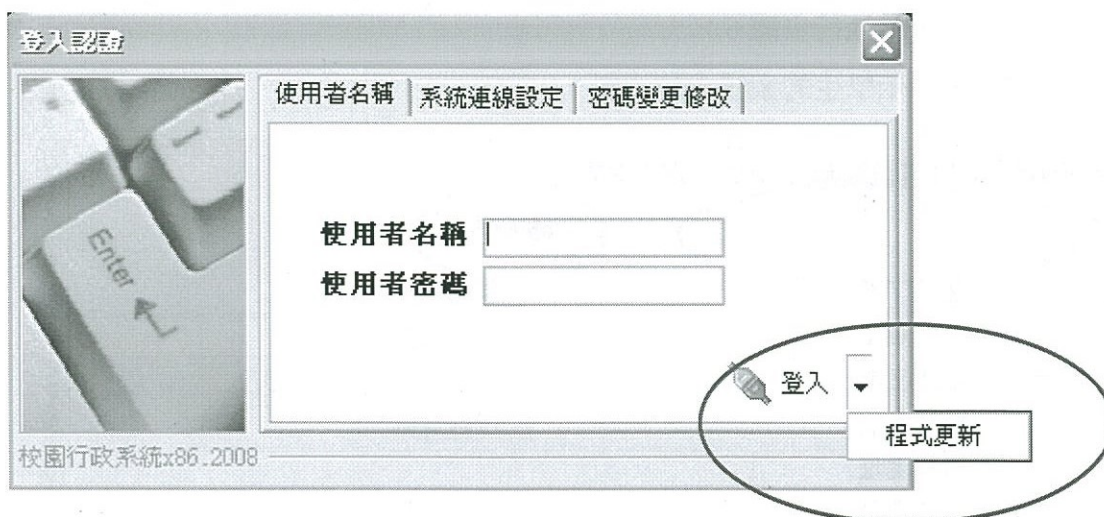 登入認證
使用者名稱 系統連線設定 密碼變更修改
Enter
使用者名稱
使用者密碼
登入
程式更新
校園行政系統x86.2008